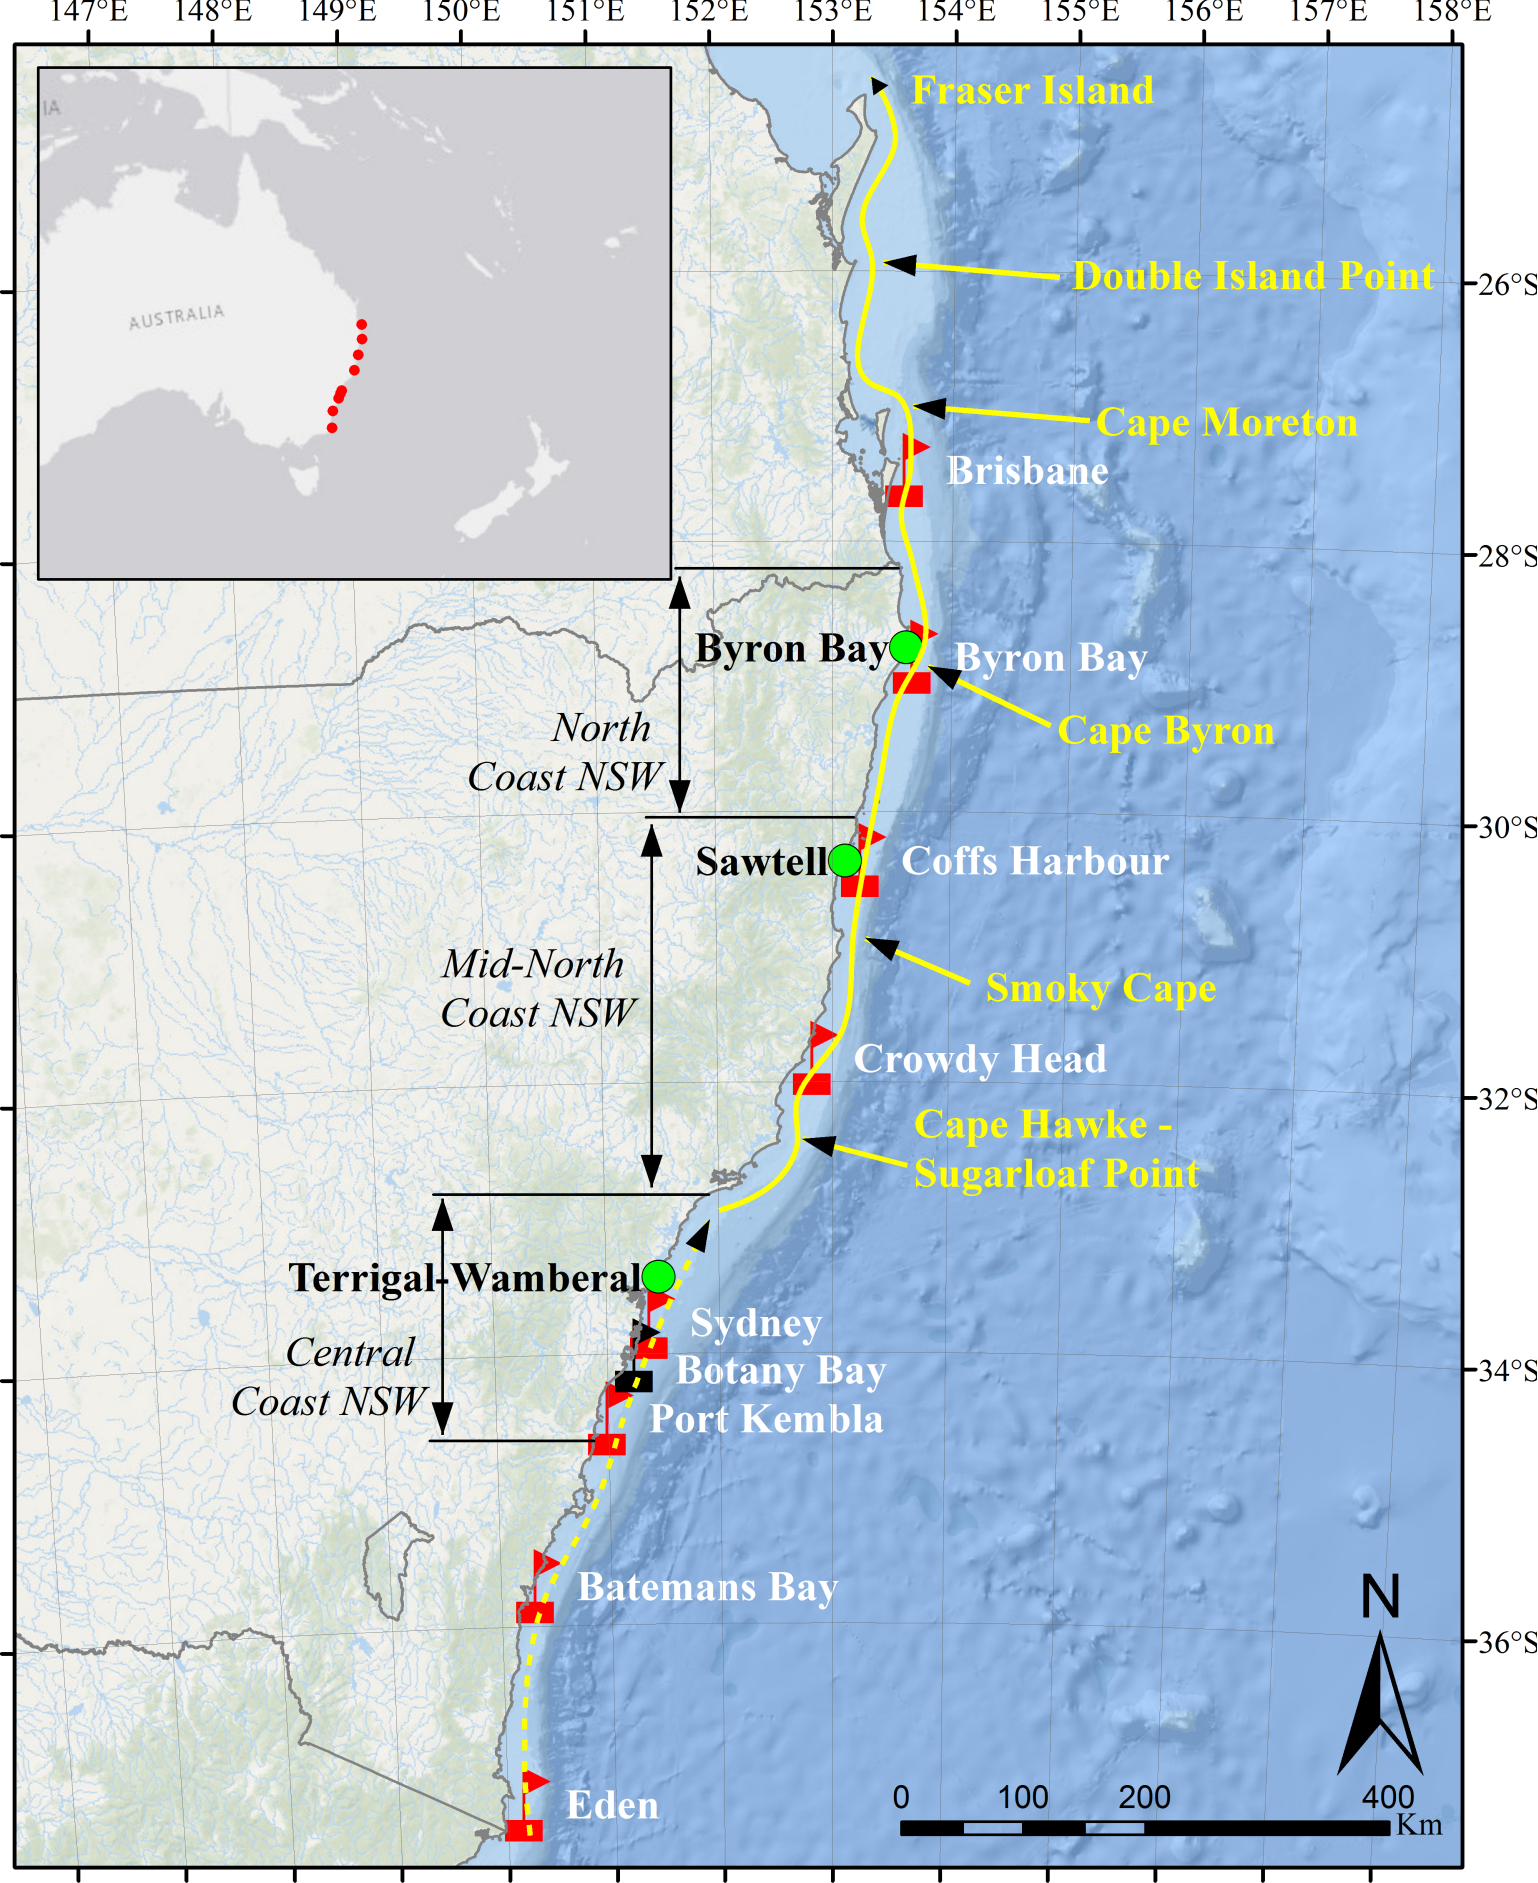 147°E 148°E 149°E 150°E 151°E 152°E 153°E 154°E 155°E 156°E 157°E 158°E
IA
AUSTRALIA
Fraser Island
Double Island Point
26°S
Cape Moreton
Brisbane
28°S
Byron Bay
Byron Bay
Cape Byron
North
Coast NSW
30°S
Sawtell
Coffs Harbour
Mid-North
Coast NSW
Smoky Cape
Crowdy Head
32°S
Cape Hawke -
Sugarloaf Point
Terrigal-Wamberal
Sydney
Central
Coast NSW
Botany Bay
34°S
Port Kembla
Batemans Bay
N
36°S
Eden
0 100 200 400
Km